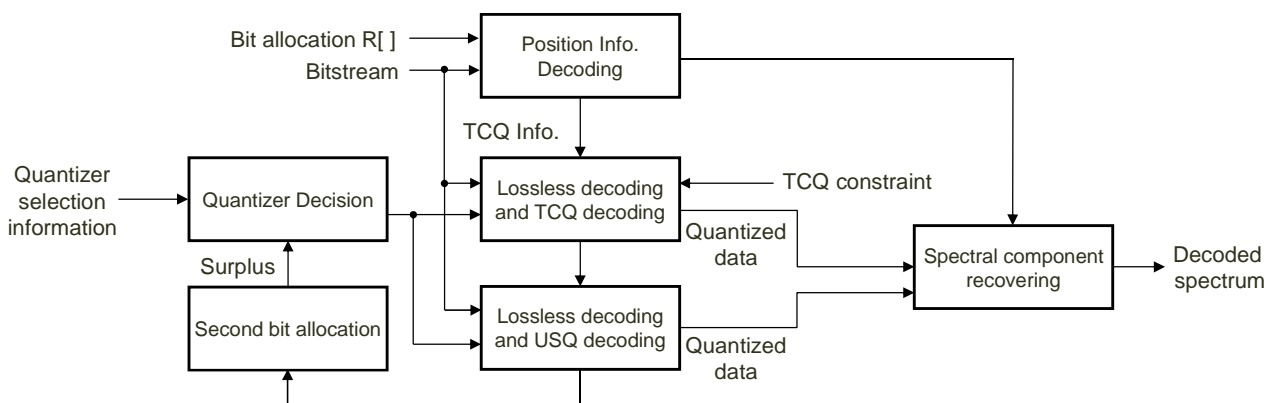 Bit allocation R[ ]
Bitstream
Position Info.
Decoding
TCQ Info.
Quantizer
selection
information
Quantizer Decision
Lossless decoding
and TCQ decoding
TCQ constraint
Quantized
data
Surplus
Spectral component
recovering
Decoded
spectrum
Second bit allocation
Lossless decoding
and USQ decoding
Quantized
data